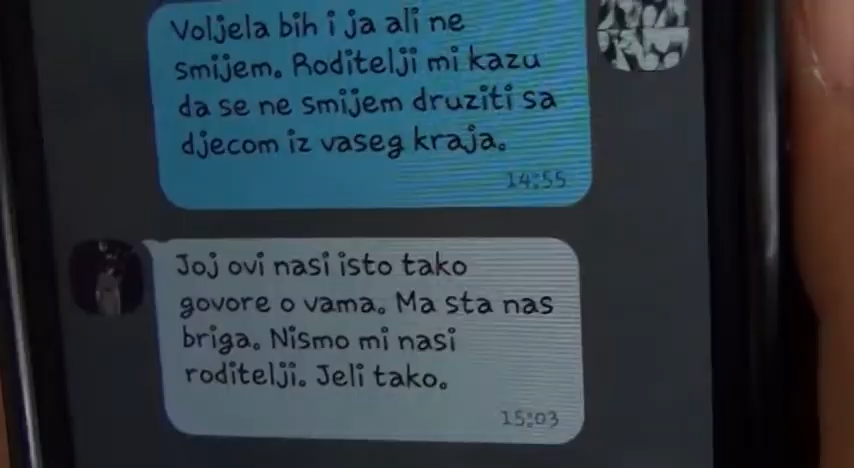 Voljela bih i ja ali ne
smijem. Roditelji mi kazu
da se ne smijem druziti sa
djecom iz vaseg kraja.
14:55
Joj ovi nasi isto tako
govore o vama. Ma sta nas
briga. Nismo mi nasi
roditelji. Jeli tako.
15:03